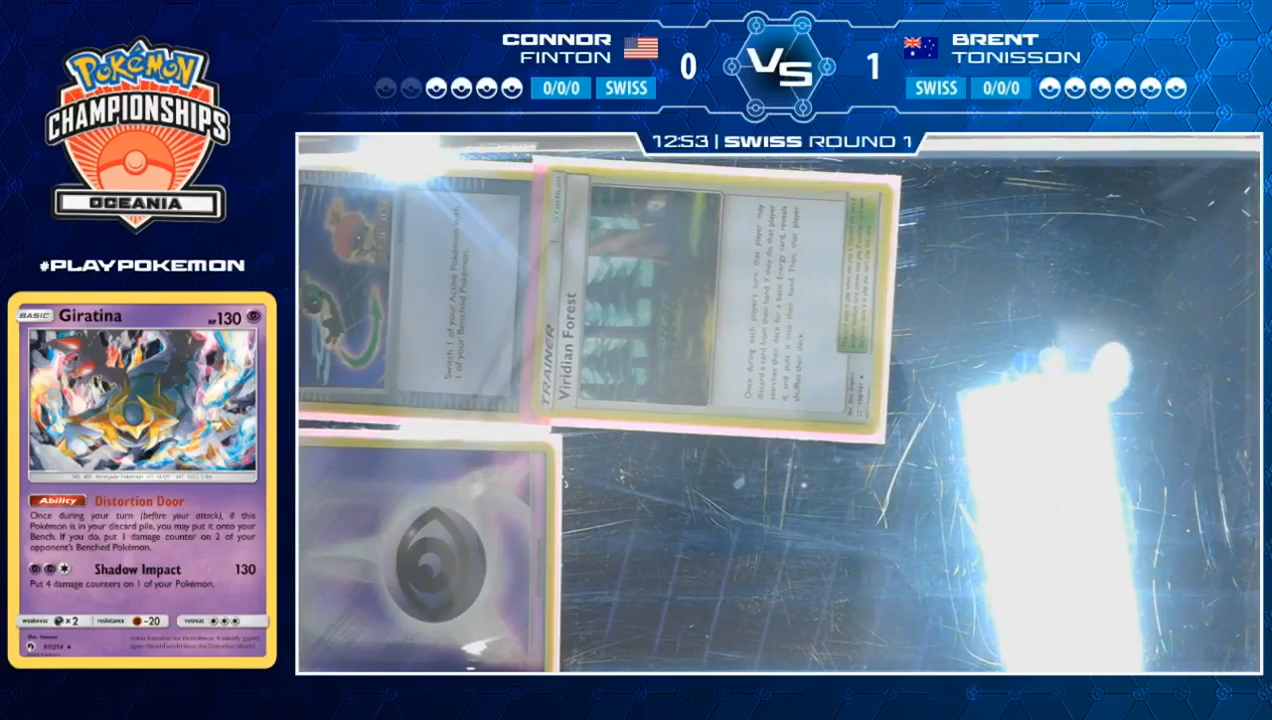 POKÉMON
CHAMPIONSHIPS
OCEANIA
#PLAYPOKEMON
CONNOR
FINTON
0
VS
1
BRENT
TONISSON
0/0/0
SWISS
SWISS
0/0/0
12:53 | SWISS ROUND 1
BASIC
Giratina
HP130
Ability
Distortion Door
Once during your turn (before your attack), if this
Pokémon is in your discard pile, you may put it onto your
Bench. If you do, put 1 damage counter on 2 of your
opponent's Benched Pokémon.
Shadow Impact 130
Put 4 damage counters on 1 of your Pokémon.
weakness ×2 resistance -20 retreat
97/214
Switch 1 of your Active Pokémon with
1 of your Benched Pokémon.
TRAINER
Stadium
Viridian Forest
Once during each player's turn, that player may
discard a card from their hand. If they do, that player
searches their deck for a basic Energy card, reveals
it, and puts it into their hand. Then, that player
shuffles their deck.